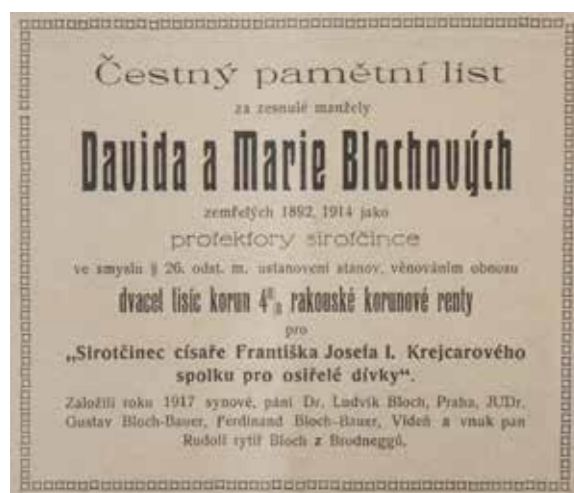 Čestný pamětní list
za zesnulé manžely
Davida a Marie Blochových
zemřelých 1892, 1914 jako
protektory sirotčince
ve smyslu § 26. odst. m. ustanovení stanov, věnováním obnosu
dvacet tisíc korun 4% rakouské korunové renty
pro
„Sirotčinec císaře Františka Josefa I. Krejcarového
spolku pro osiřelé dívky“.
Založili roku 1917 synové, páni Dr. Ludvík Bloch, Praha, JUDr.
Gustav Bloch-Bauer, Ferdinand Bloch-Bauer, Vídeň a vnuk pan
Rudolf rytíř Bloch z Brodneggů.